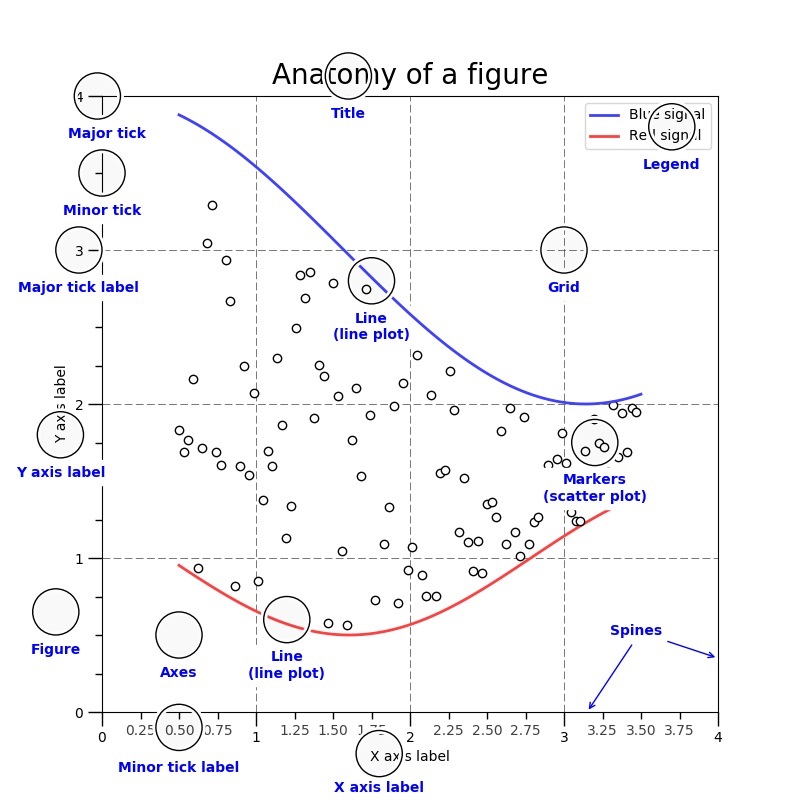 Anatomy of a figure
Title
4
Major tick
Blue signal
Red signal
Legend
Minor tick
3
Major tick label
Grid
Line
(line plot)
2
Y axis label
Y axis label
Markers
(scatter plot)
1
Figure
Axes
Line
(line plot)
Spines
0
0.25 0.50 0.75 1.25 1.50 1.75 2.25 2.50 2.75 3.25 3.50 3.75
0 1 2 3 4
Minor tick label
X axis label
X axis label